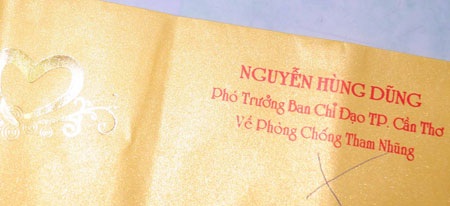 NGUYỄN HÙNG DŨNG
Phó Trưởng Ban Chỉ Đạo TP. Cần Thơ
Về Phòng Chống Tham Nhũng